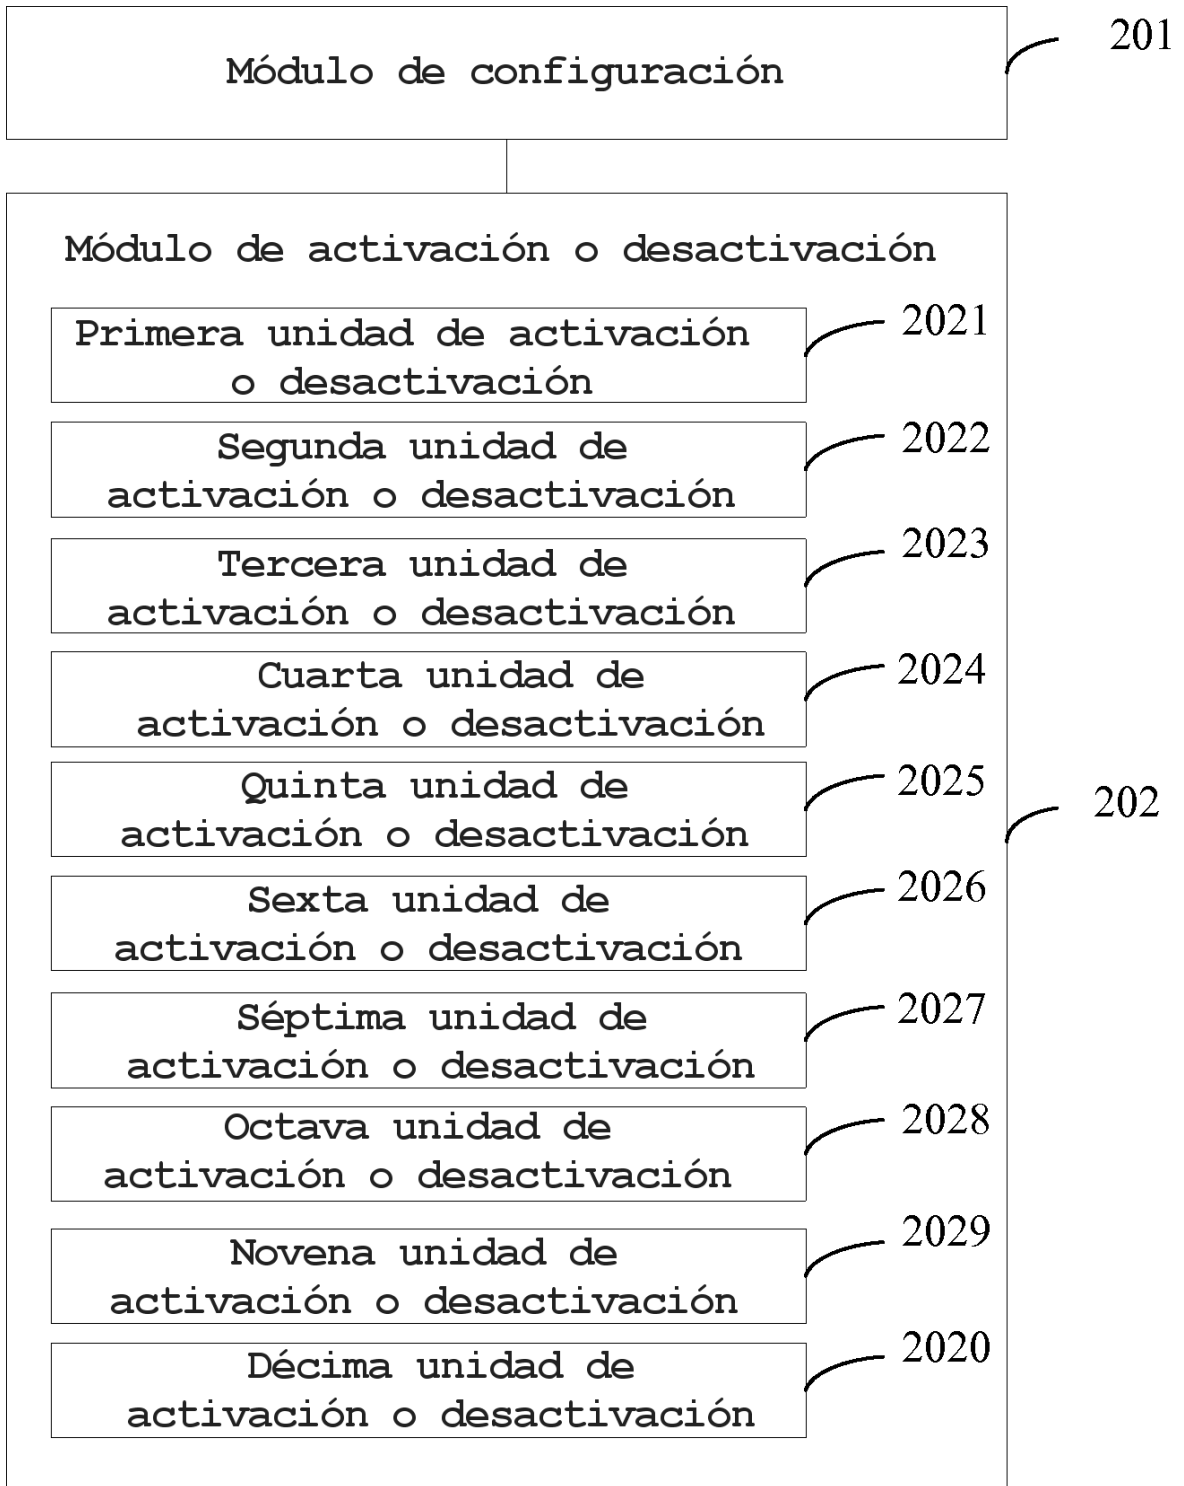 Módulo de configuración
201
Módulo de activación o desactivación
Primera unidad de activación
o desactivación
2021
Segunda unidad de
activación o desactivación
2022
Tercera unidad de
activación o desactivación
2023
Cuarta unidad de
activación o desactivación
2024
Quinta unidad de
activación o desactivación
2025
202
Sexta unidad de
activación o desactivación
2026
Séptima unidad de
activación o desactivación
2027
Octava unidad de
activación o desactivación
2028
Novena unidad de
activación o desactivación
2029
Décima unidad de
activación o desactivación
2020